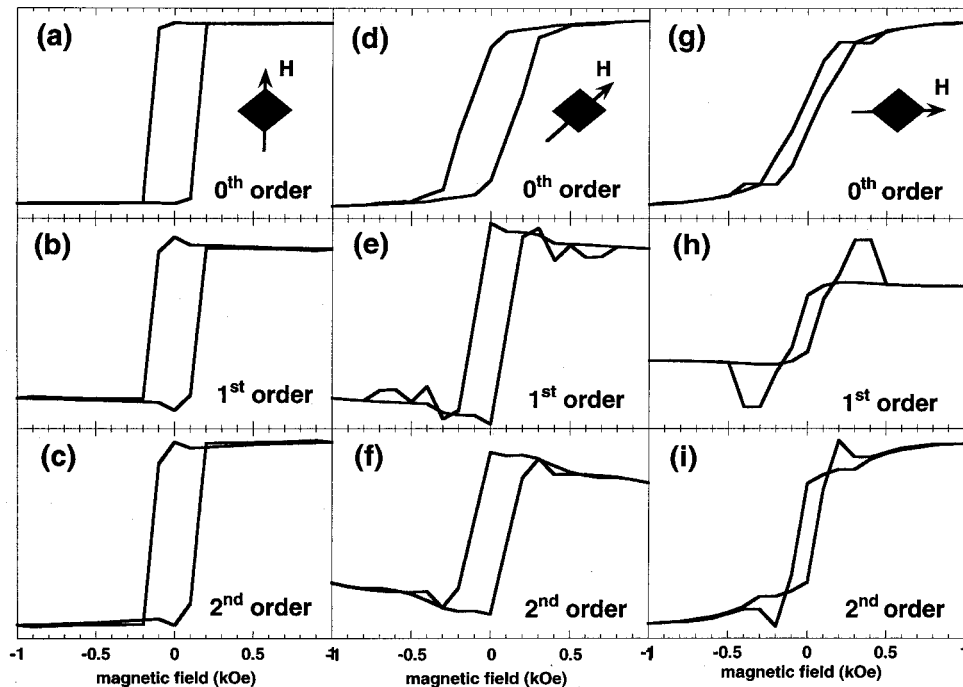 (a) (d) (g)
H H H
0th order 0th order 0th order
(b) (e) (h)
1st order 1st order 1st order
(c) (f) (i)
2nd order 2nd order 2nd order
-1 -0.5 0 0.5 -1 -0.5 0 0.5 -1 -0.5 0 0.5
magnetic field (kOe) magnetic field (kOe) magnetic field (kOe)